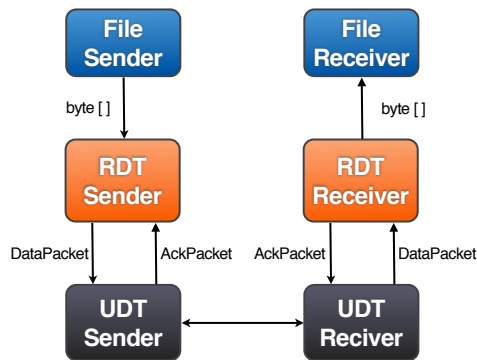 File
Sender
File
Receiver
byte [ ]
byte [ ]
RDT
Sender
RDT
Receiver
DataPacket
AckPacket
AckPacket
DataPacket
UDT
Sender
UDT
Reciver